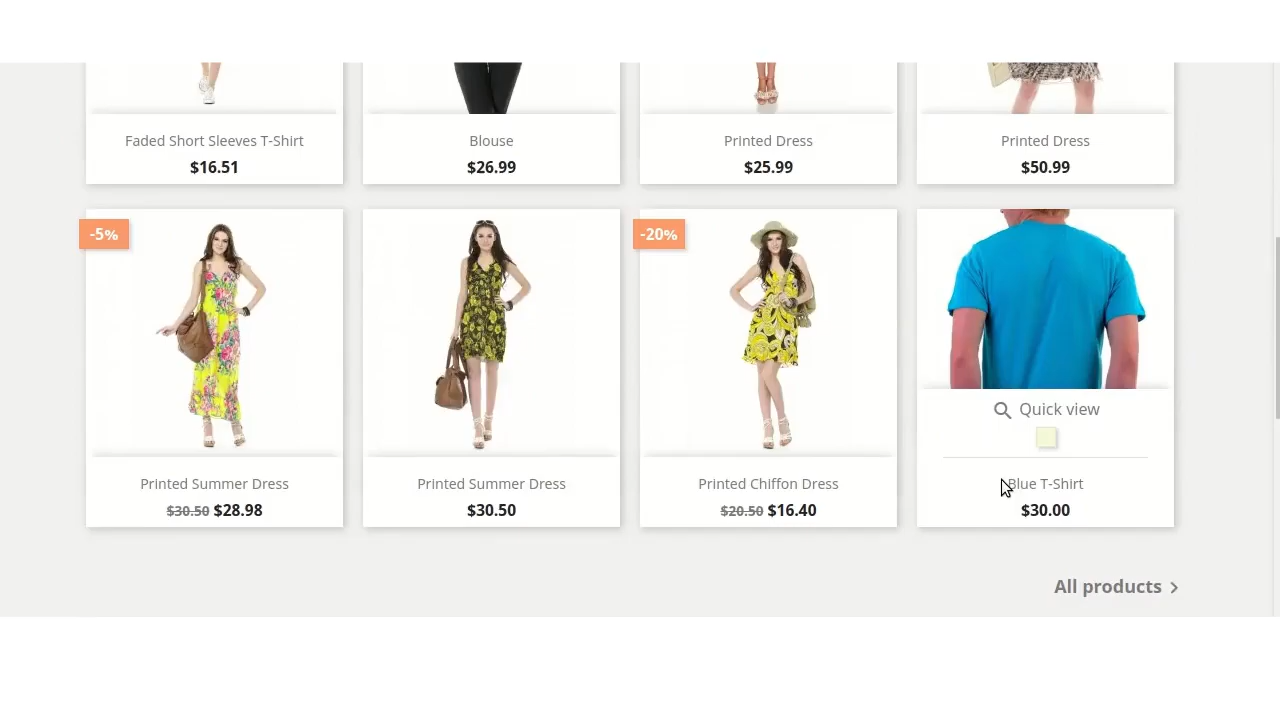 Faded Short Sleeves T-Shirt
$16.51
Blouse
$26.99
Printed Dress
$25.99
Printed Dress
$50.99
-5%
Printed Summer Dress
$30.50 $28.98
Printed Summer Dress
$30.50
-20%
Printed Chiffon Dress
$20.50 $16.40
Quick view
Blue T-Shirt
$30.00
All products